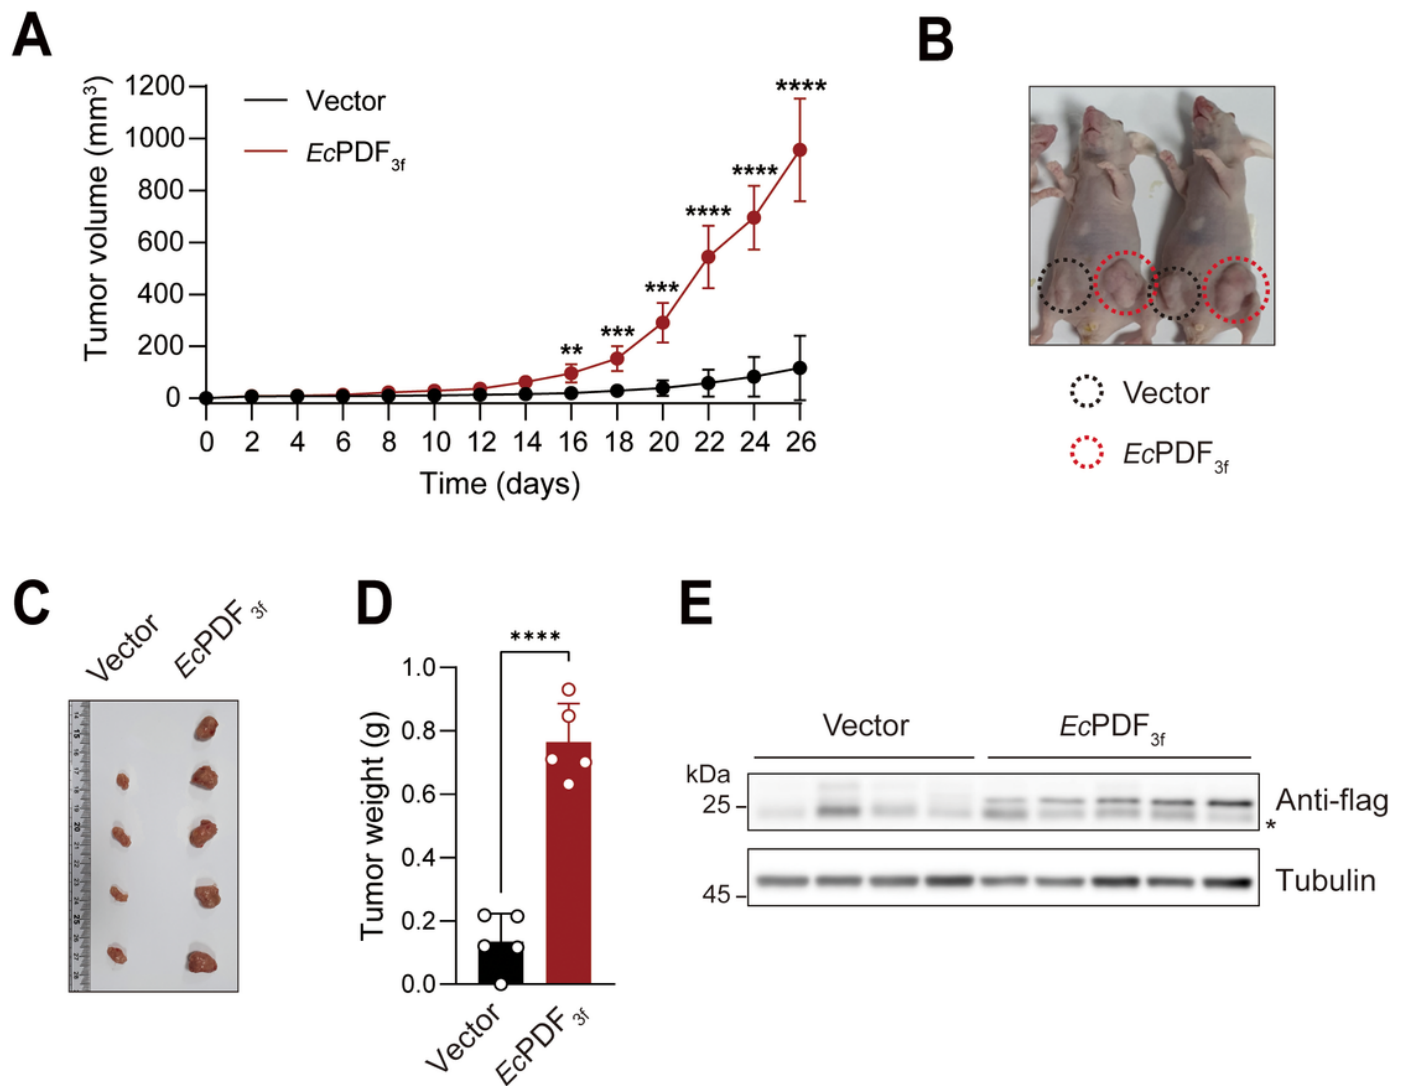 A
Tumor volume (mm³)
1200
1000
800
600
400
200
0
Vector
EcPDF3f
**
***
***
****
****
****
0 2 4 6 8 10 12 14 16 18 20 22 24 26
Time (days)
B
Vector
EcPDF3f
C
Vector
EcPDF3f
D
****
Tumor weight (g)
1.0
0.8
0.6
0.4
0.2
0.0
Vector
EcPDF3f
E
Vector
EcPDF3f
kDa
25
Anti-flag
*
45
Tubulin